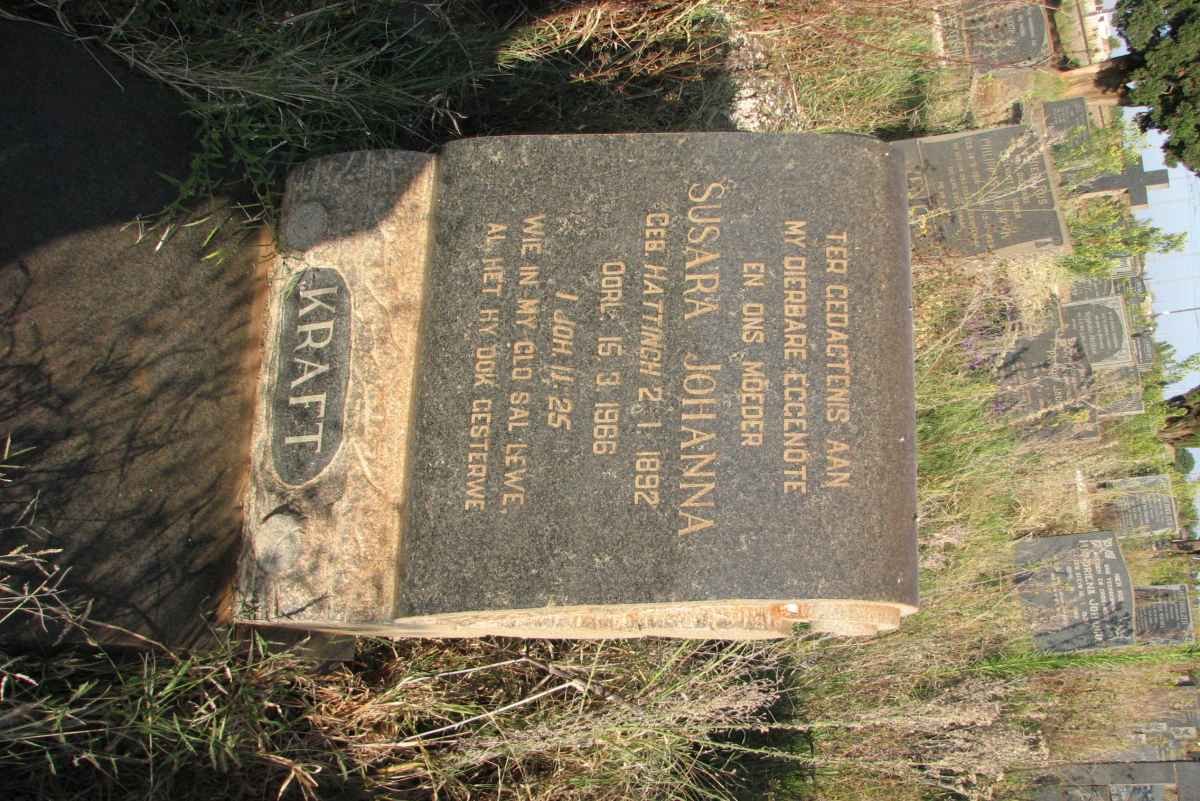 TER GEDAGTENIS AAN
MY DIERBARE EGGENOTE
EN ONS MOEDER
SUSARA JOHANNA
GEB HATTINGH 2·1·1892
OORL 15·3·1966
1 JOH 11:25
WIE IN MY GLO SAL LEWE,
AL HET HY OOK GESTERWE
KRAFT